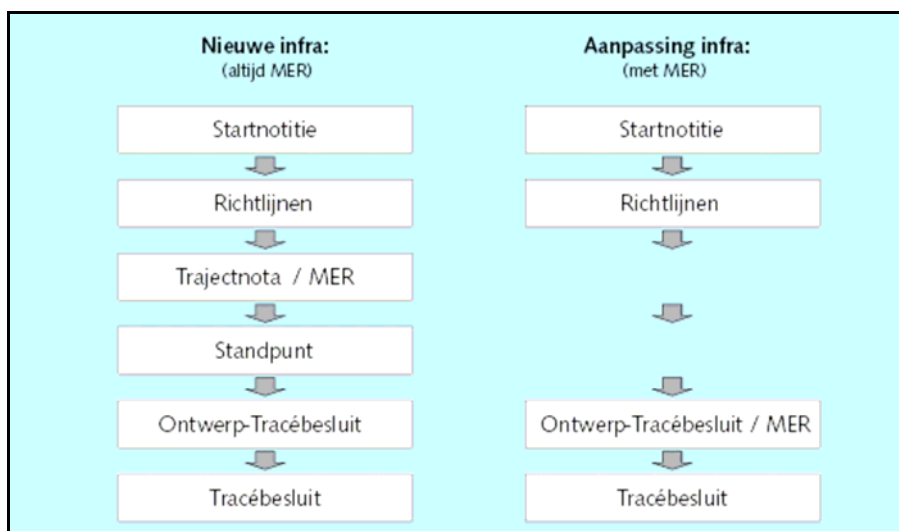 Nieuwe infra:
(altijd MER)
Startnotitie
Richtlijnen
Trajectnota / MER
Standpunt
Ontwerp-Tracébesluit
Tracébesluit
Aanpassing infra:
(met MER)
Startnotitie
Richtlijnen
Ontwerp-Tracébesluit / MER
Tracébesluit